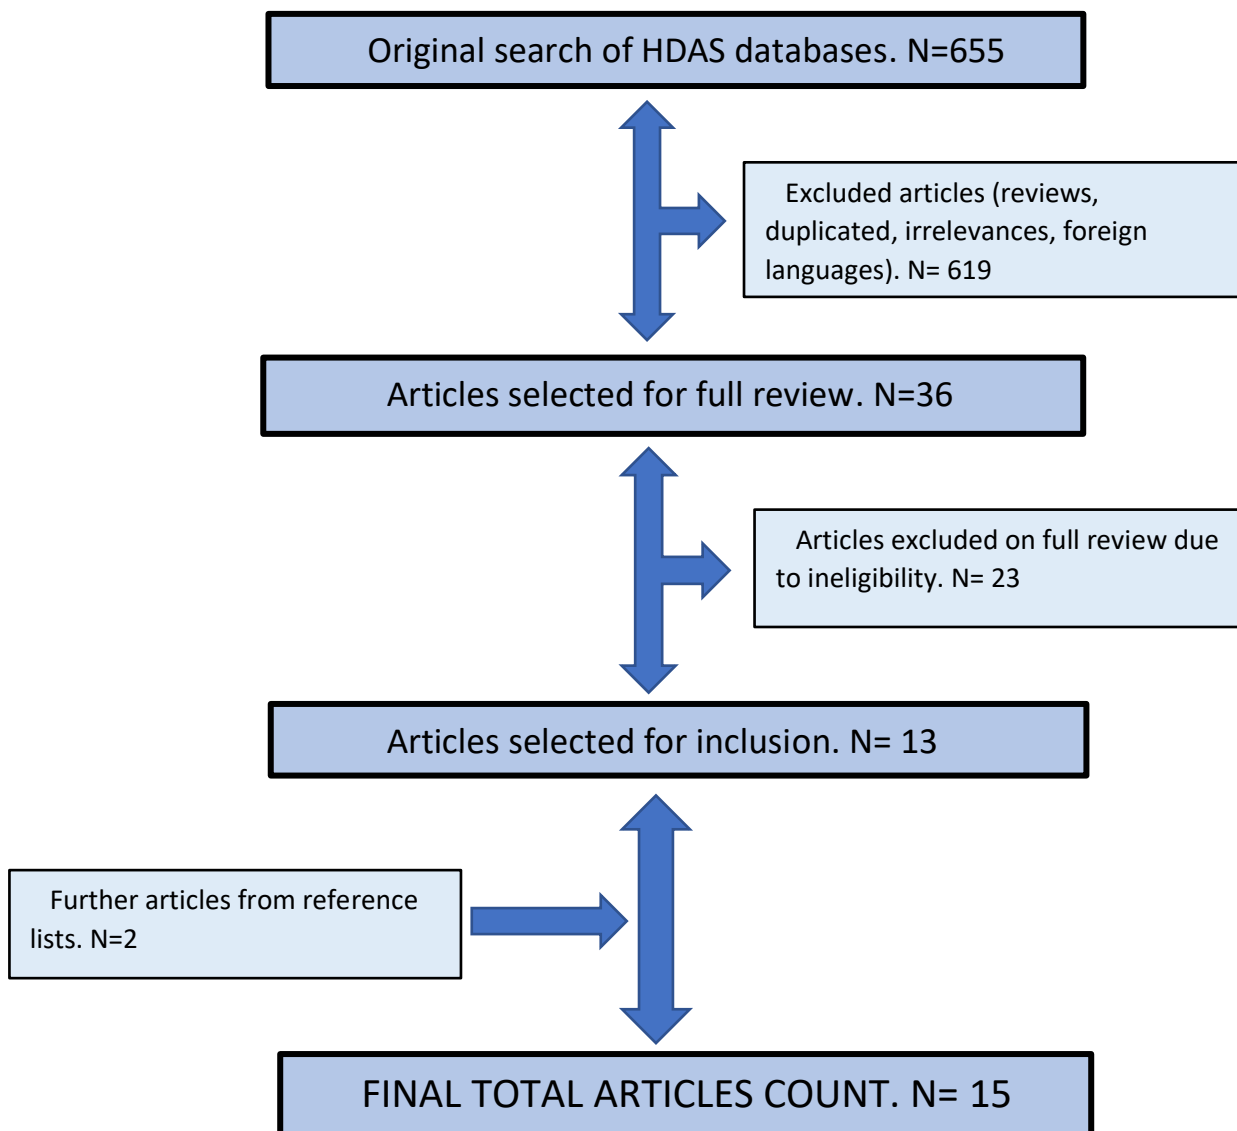 Original search of HDAS databases. N=655
Excluded articles (reviews,
duplicated, irrelevances, foreign
languages). N= 619
Articles selected for full review. N=36
Articles excluded on full review due
to ineligibility. N= 23
Articles selected for inclusion. N= 13
Further articles from reference
lists. N=2
FINAL TOTAL ARTICLES COUNT. N= 15